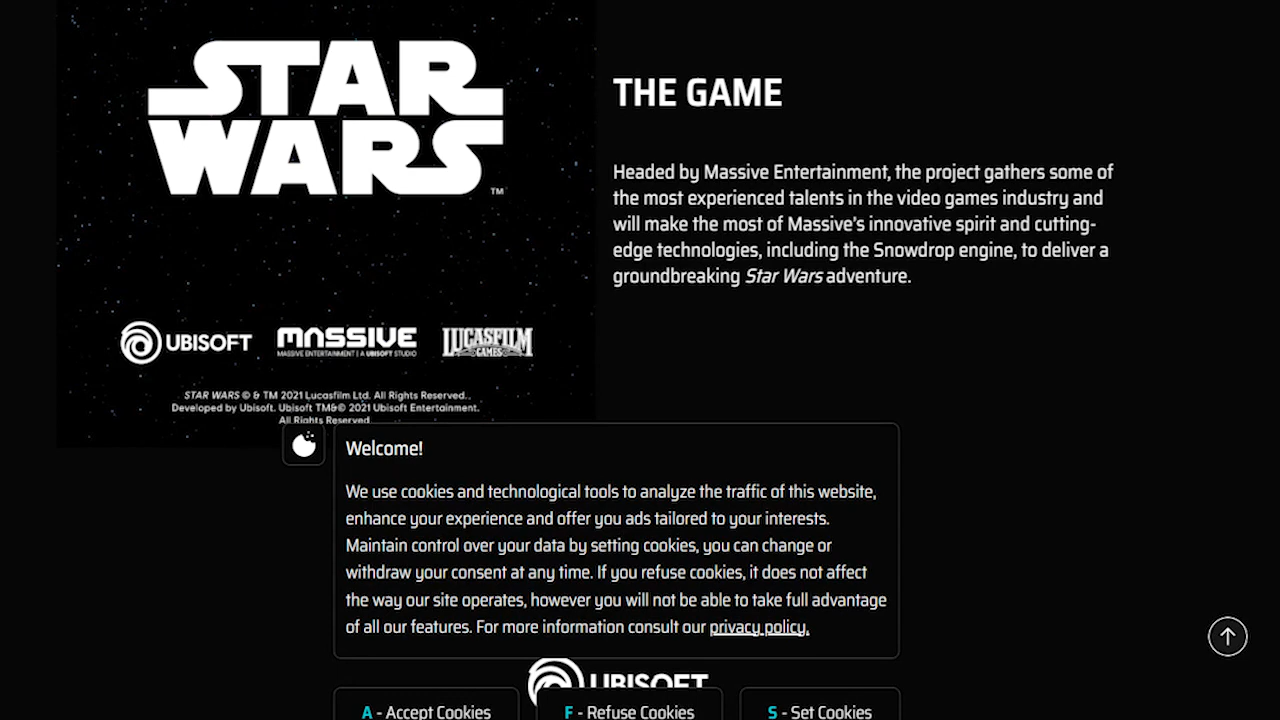 STAR
WARS
TM
THE GAME
Headed by Massive Entertainment, the project gathers some of
the most experienced talents in the video games industry and
will make the most of Massive's innovative spirit and cutting-
edge technologies, including the Snowdrop engine, to deliver a
groundbreaking Star Wars adventure.
UBISOFT
MASSIVE
MASSIVE ENTERTAINMENT | A UBISOFT STUDIO
LUCASFILM
GAMES
STAR WARS © & TM 2021 Lucasfilm Ltd. All Rights Reserved..
Developed by Ubisoft. Ubisoft TM&© 2021 Ubisoft Entertainment.
All Rights Reserved
Welcome!
We use cookies and technological tools to analyze the traffic of this website,
enhance your experience and offer you ads tailored to your interests.
Maintain control over your data by setting cookies, you can change or
withdraw your consent at any time. If you refuse cookies, it does not affect
the way our site operates, however you will not be able to take full advantage
of all our features. For more information consult our privacy policy.
UBISOFT
A - Accept Cookies
F - Refuse Cookies
S - Set Cookies